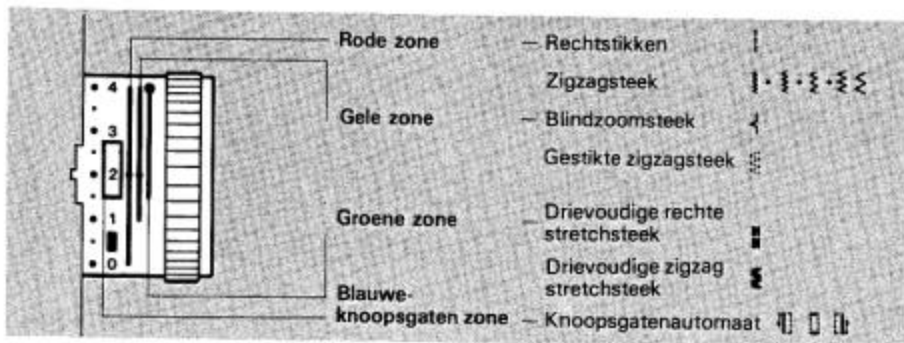 Rode zone — Rechtstikken
Zigzagsteek
Gele zone — Blindzoomsteek
Gestikte zigzagsteek
Groene zone — Drievoudige rechte
stretchsteek
Drievoudige zigzag
stretchsteek
Blauwe-
knoopsgaten zone — Knoopsgatenautomaat
4
3
2
1
0